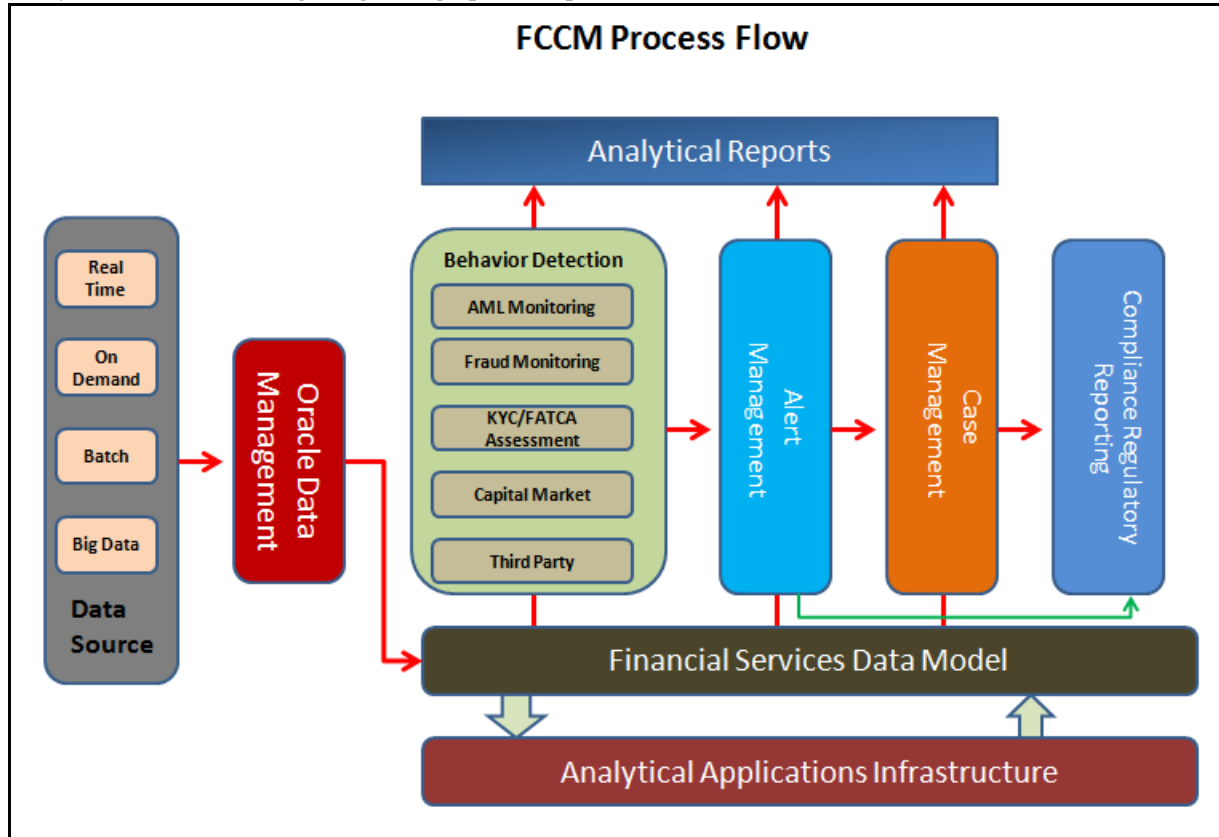 FCCM Process Flow
Analytical Reports
Real
Time
On
Demand
Batch
Big Data
Data
Source
Oracle Data
Management
Behavior Detection
AML Monitoring
Fraud Monitoring
KYC/FATCA
Assessment
Capital Market
Third Party
Alert
Management
Case
Management
Compliance Regulatory
Reporting
Financial Services Data Model
Analytical Applications Infrastructure